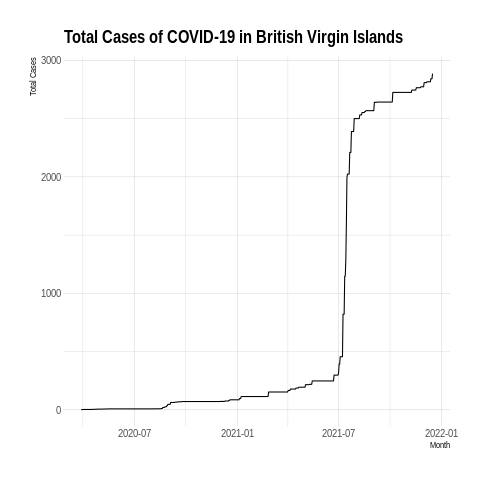 Total Cases of COVID-19 in British Virgin Islands
Total Cases
3000
2000
1000
0
2020-07 2021-01 2021-07 2022-01
Month